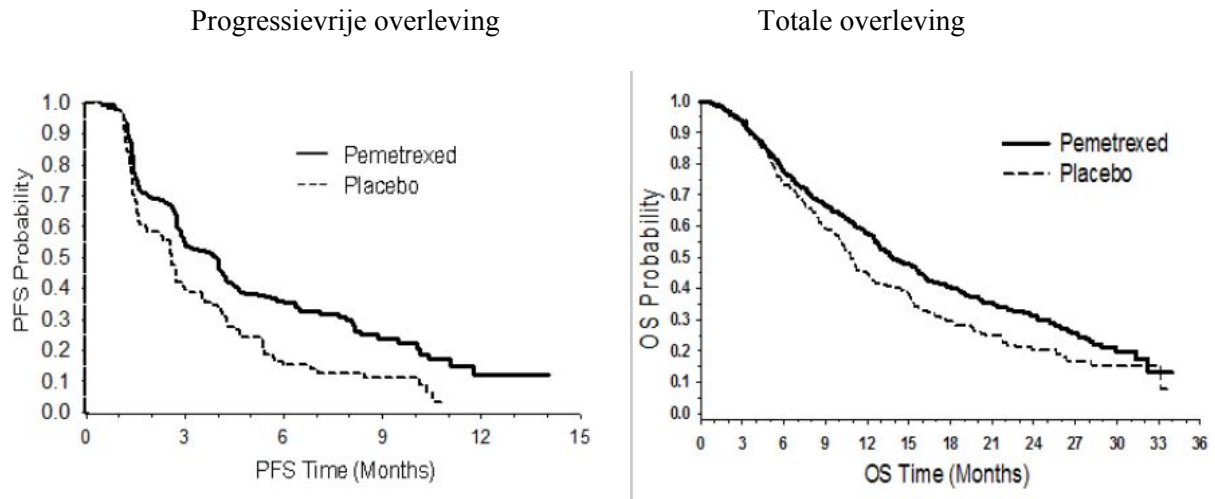 Progressievrije overleving
Totale overleving
PFS Probability
1.0
0.9
0.8
0.7
0.6
0.5
0.4
0.3
0.2
0.1
0.0
Pemetrexed
Placebo
0 3 6 9 12 15
PFS Time (Months)
OS Probability
1.0
0.9
0.8
0.7
0.6
0.5
0.4
0.3
0.2
0.1
0.0
Pemetrexed
Placebo
0 3 6 9 12 15 18 21 24 27 30 33 36
OS Time (Months)